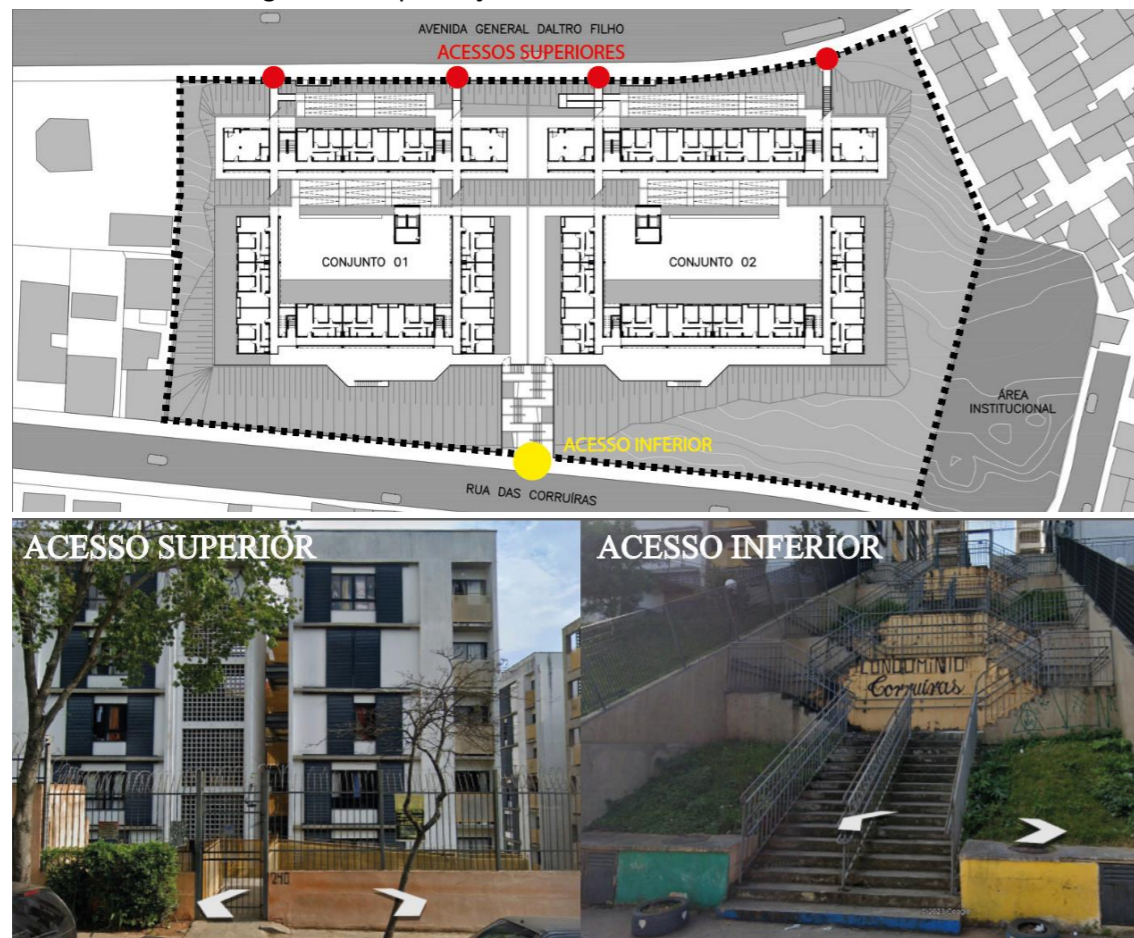 AVENIDA GENERAL DALTRO FILHO
ACESSOS SUPERIORES
CONJUNTO 01
CONJUNTO 02
ÁREA
INSTITUCIONAL
ACESSO INFERIOR
RUA DAS CORRUÍRAS
ACESSO SUPERIOR
ACESSO INFERIOR
CONDOMÍNIO
Corruíras
240